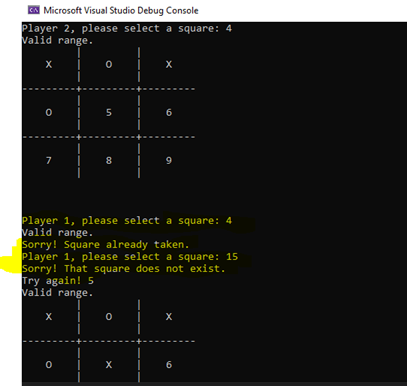 Microsoft Visual Studio Debug Console
Player 2, please select a square: 4
Valid range.
X | O | X
--------+--------+---------
O | 5 | 6
--------+--------+---------
7 | 8 | 9
Player 1, please select a square: 4
Valid range.
Sorry! Square already taken.
Player 1, please select a square: 15
Sorry! That square does not exist.
Try again! 5
Valid range.
X | O | X
--------+--------+---------
O | X | 6